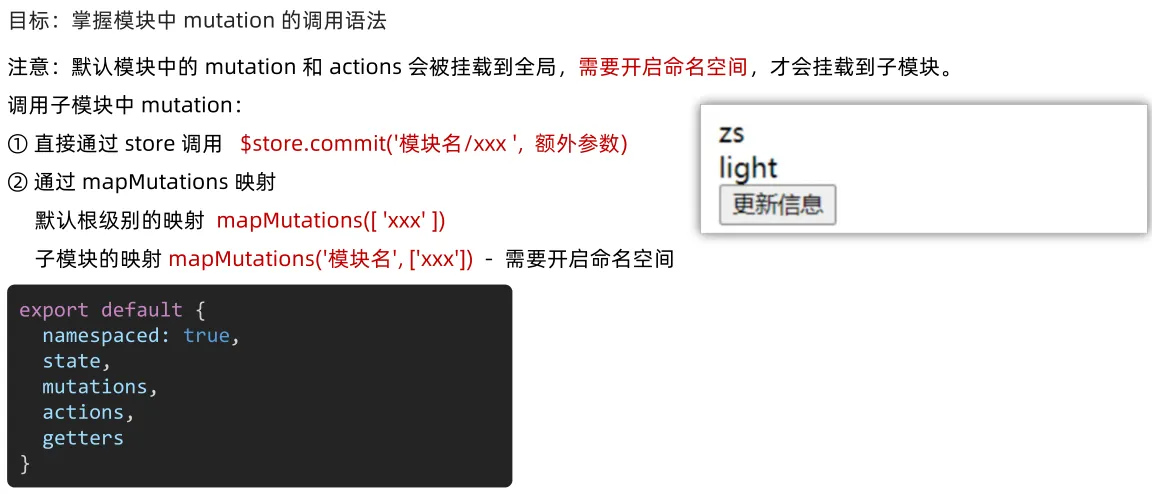 目标：掌握模块中 mutation 的调用语法
注意：默认模块中的 mutation 和 actions 会被挂载到全局，需要开启命名空间，才会挂载到子模块。
调用子模块中 mutation：
① 直接通过 store 调用 $store.commit('模块名/xxx ', 额外参数)
② 通过 mapMutations 映射
默认根级别的映射 mapMutations([ 'xxx' ])
子模块的映射 mapMutations('模块名', ['xxx']) - 需要开启命名空间
zs
light
更新信息
export default {
  namespaced: true,
  state,
  mutations,
  actions,
  getters
}